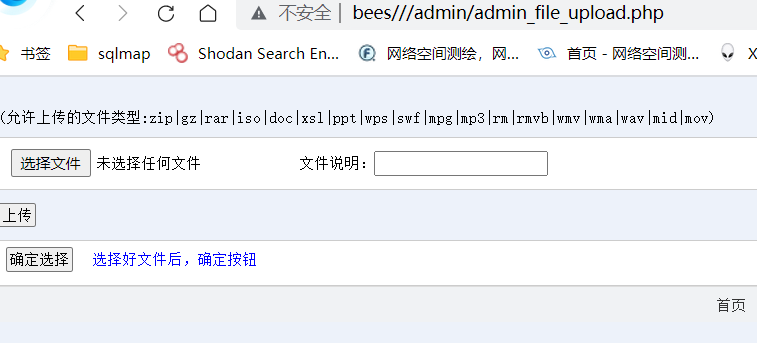 不安全 | bees///admin/admin_file_upload.php
书签 sqlmap Shodan Search En... 网络空间测绘，网... 首页 - 网络空间测... X
(允许上传的文件类型:zip|gz|rar|iso|doc|xsl|ppt|wps|swf|mpg|mp3|rm|rmvb|wmv|wma|wav|mid|mov)
选择文件 未选择任何文件 文件说明：
上传
确定选择 选择好文件后，确定按钮
首页